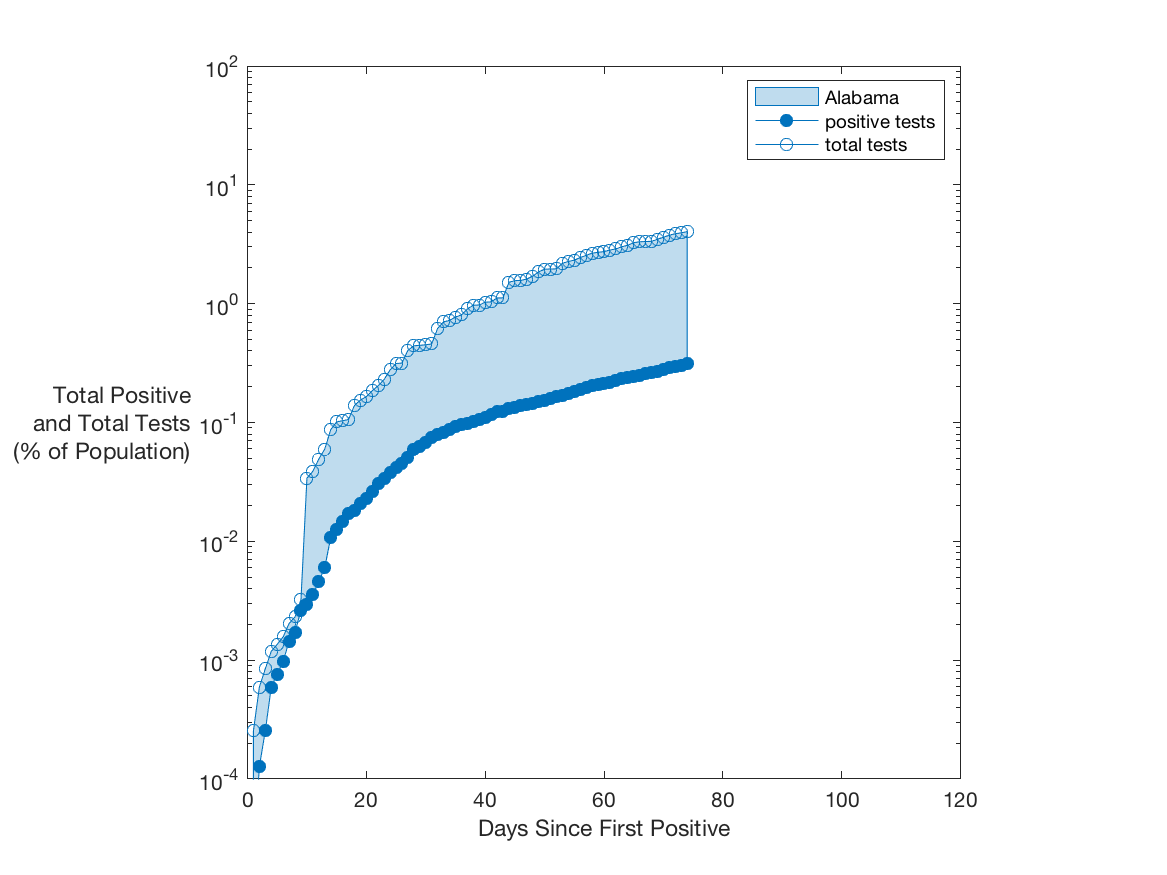 10^2
10^1
10^0
10^-1
10^-2
10^-3
10^-4
Total Positive
and Total Tests
(% of Population)
Alabama
positive tests
total tests
0 20 40 60 80 100 120
Days Since First Positive